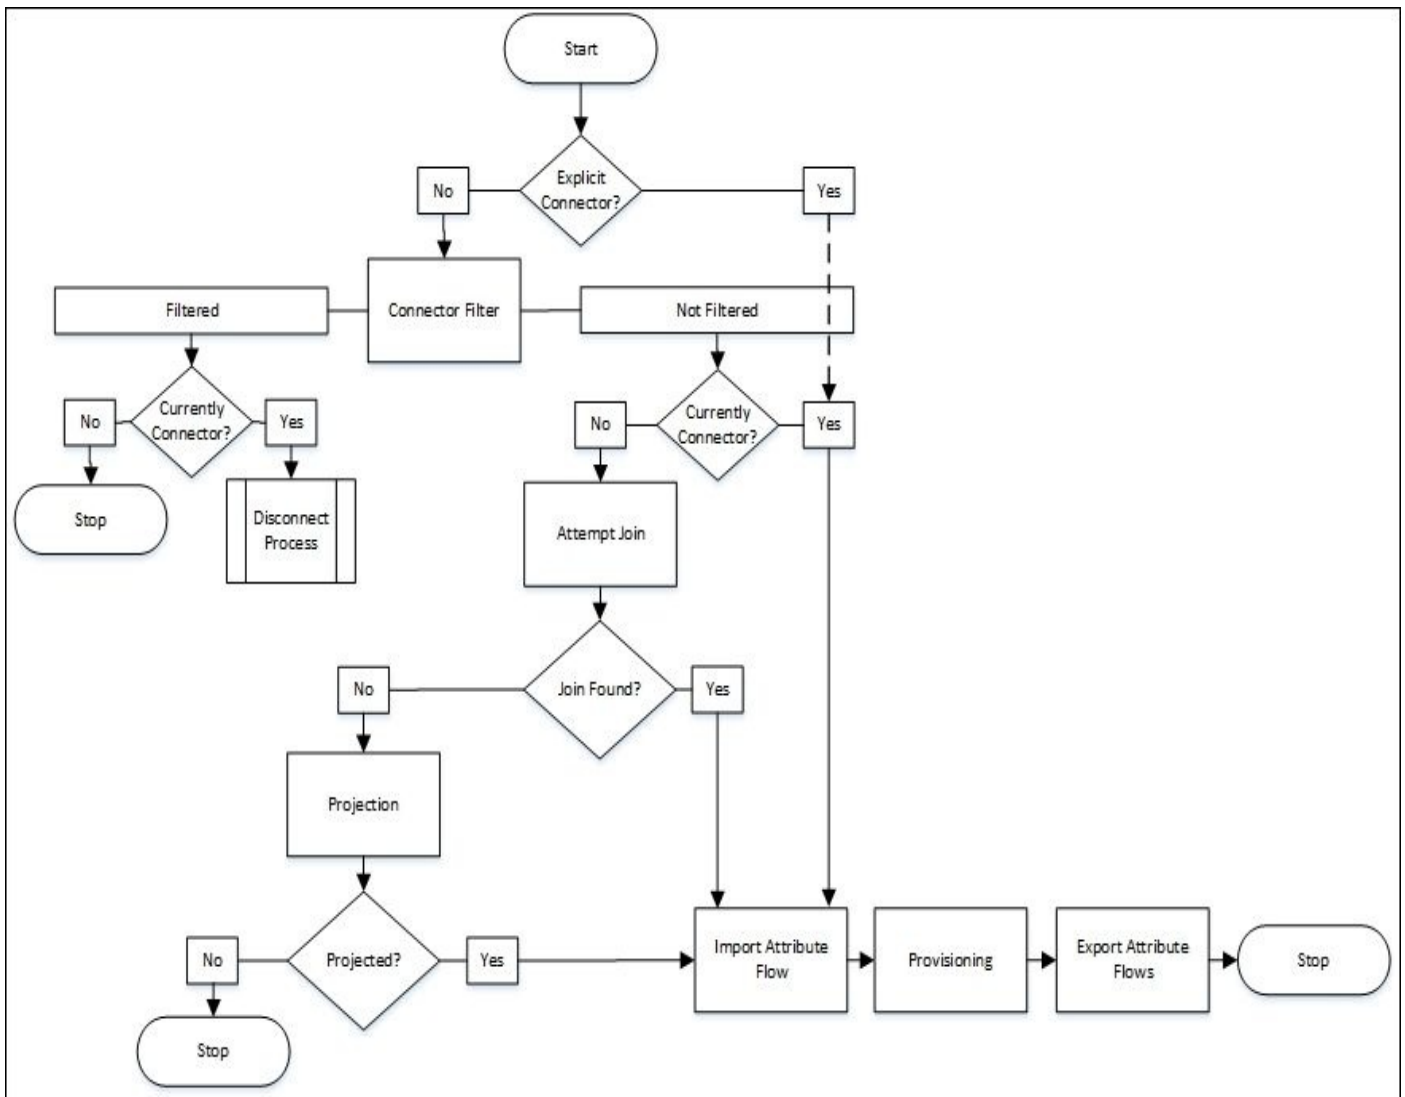 Start
Explicit
Connector?
No
Yes
Connector Filter
Filtered
Not Filtered
Currently
Connector?
No
Yes
Currently
Connector?
No
Yes
Stop
Disconnect
Process
Attempt Join
Join Found?
No
Yes
Projection
Projected?
No
Yes
Import Attribute
Flow
Provisioning
Export Attribute
Flows
Stop
Stop